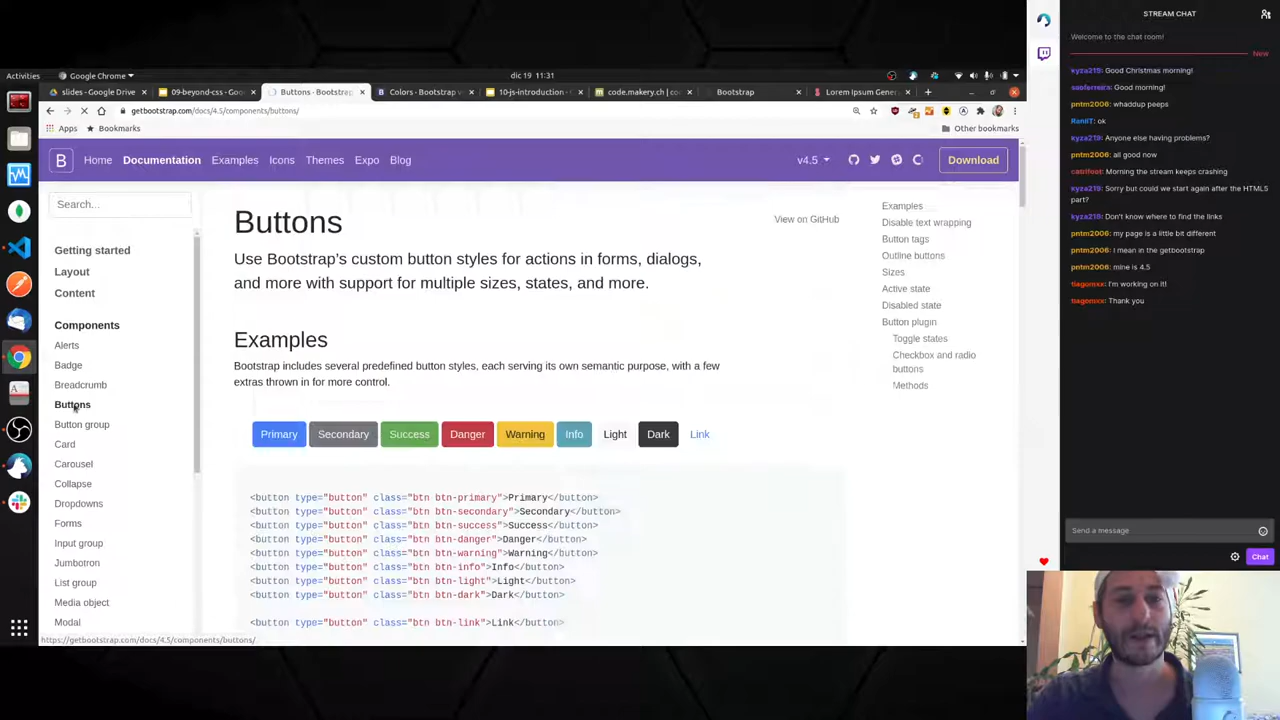 STREAM CHAT
Welcome to the chat room!
New
kyza219: Good Christmas morning!
Good morning!
pntm2006: whaddup peeps
ok
kyza219: Anyone else having problems?
pntm2006: all good now
Morning the stream keeps crashing
kyza219: Sorry but could we start again after the HTML5
part?
kyza219: Don't know where to find the links
pntm2006: my page is a little bit different
pntm2006: I mean in the getbootstrap
pntm2006: mine is 4.5
I'm working on it!
Thank you
Send a message
Chat
Activities
Google Chrome
dic 19 11:31
slides - Google Drive
09-beyond-css - Goo
Buttons · Bootstrap
Colors · Bootstrap v
10-js-introduction -
code.makery.ch | co
Bootstrap
Lorem Ipsum Gener
getbootstrap.com/docs/4.5/components/buttons/
Apps
Bookmarks
Other bookmarks
B
Home
Documentation
Examples
Icons
Themes
Expo
Blog
v4.5
Download
Search...
Getting started
Layout
Content
Components
Alerts
Badge
Breadcrumb
Buttons
Button group
Card
Carousel
Collapse
Dropdowns
Forms
Input group
Jumbotron
List group
Media object
Modal
Buttons
View on GitHub
Use Bootstrap's custom button styles for actions in forms, dialogs,
and more with support for multiple sizes, states, and more.
Examples
Bootstrap includes several predefined button styles, each serving its own semantic purpose, with a few
extras thrown in for more control.
Primary
Secondary
Success
Danger
Warning
Info
Light
Dark
Link
<button type="button" class="btn btn-primary">Primary</button>
<button type="button" class="btn btn-secondary">Secondary</button>
<button type="button" class="btn btn-success">Success</button>
<button type="button" class="btn btn-danger">Danger</button>
<button type="button" class="btn btn-warning">Warning</button>
<button type="button" class="btn btn-info">Info</button>
<button type="button" class="btn btn-light">Light</button>
<button type="button" class="btn btn-dark">Dark</button>
<button type="button" class="btn btn-link">Link</button>
Examples
Disable text wrapping
Button tags
Outline buttons
Sizes
Active state
Disabled state
Button plugin
Toggle states
Checkbox and radio
buttons
Methods
https://getbootstrap.com/docs/4.5/components/buttons/